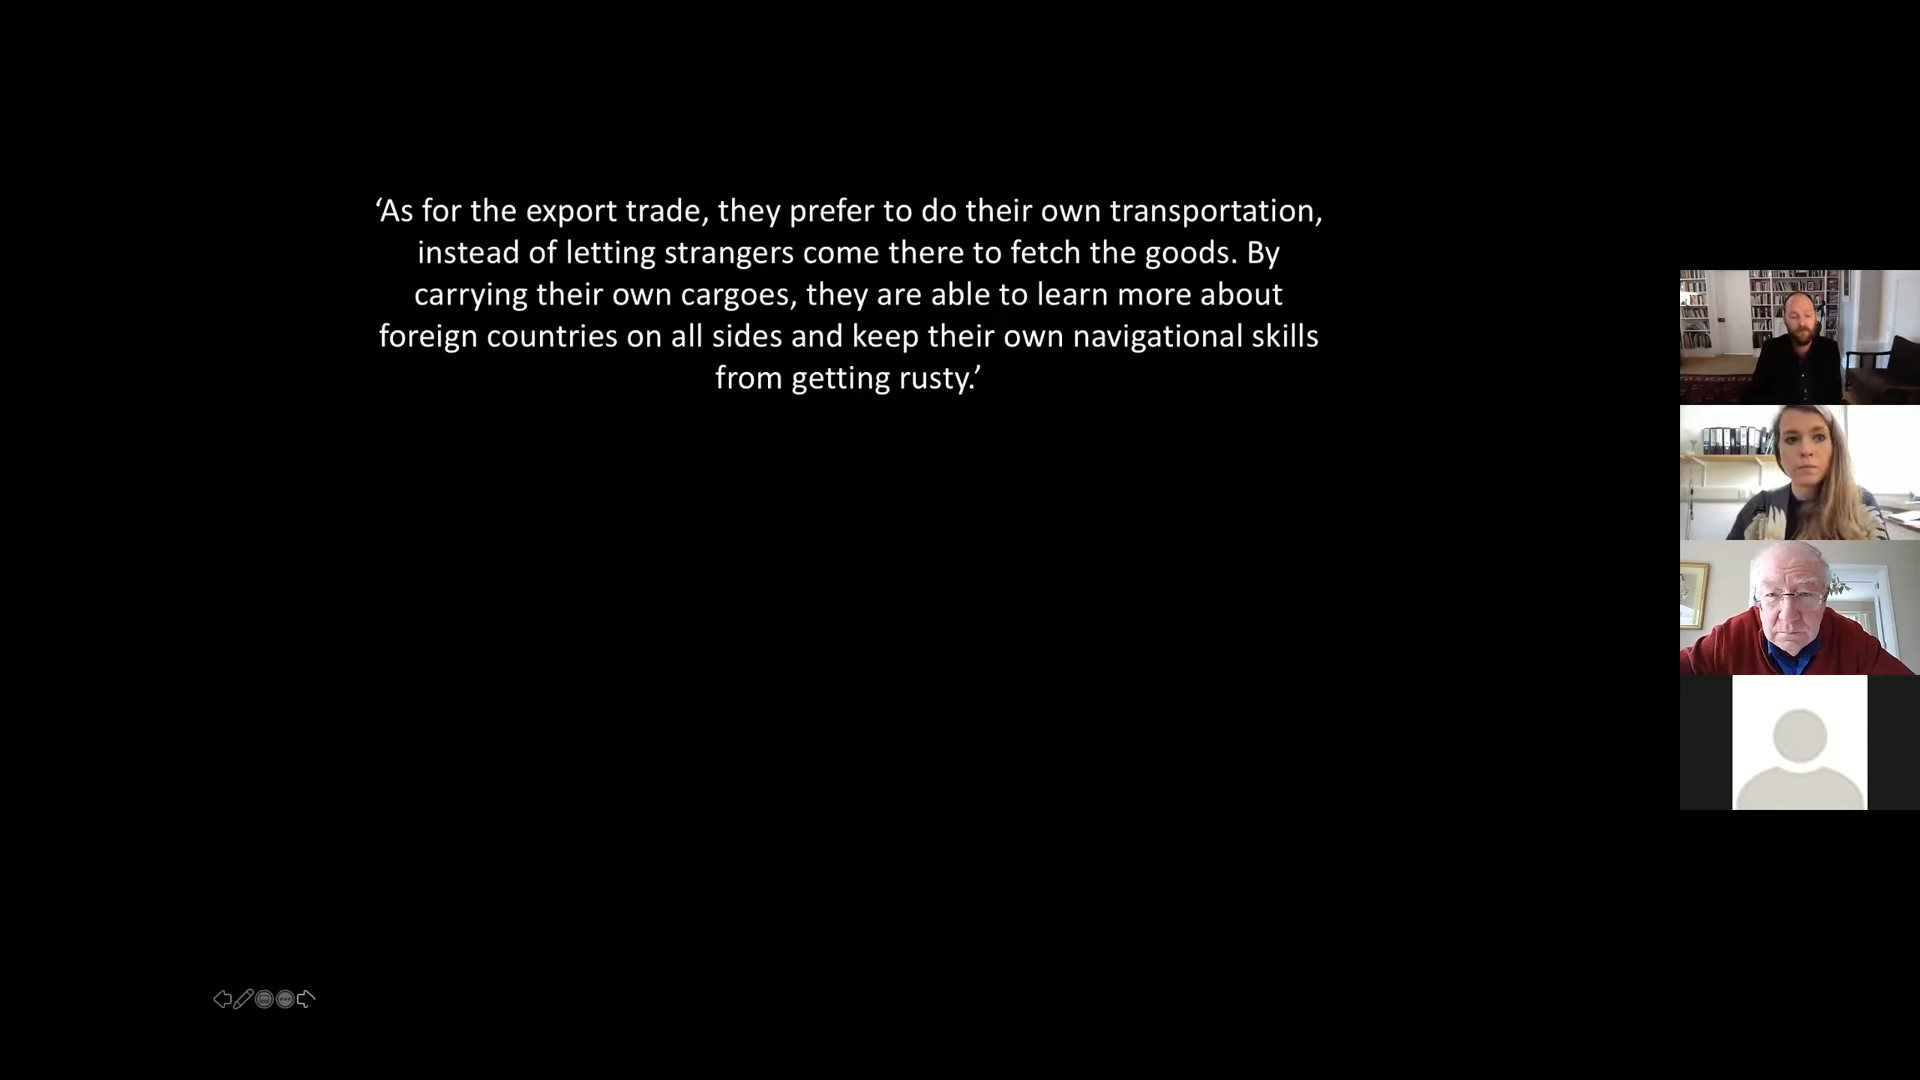 ‘As for the export trade, they prefer to do their own transportation,
instead of letting strangers come there to fetch the goods. By
carrying their own cargoes, they are able to learn more about
foreign countries on all sides and keep their own navigational skills
from getting rusty.’